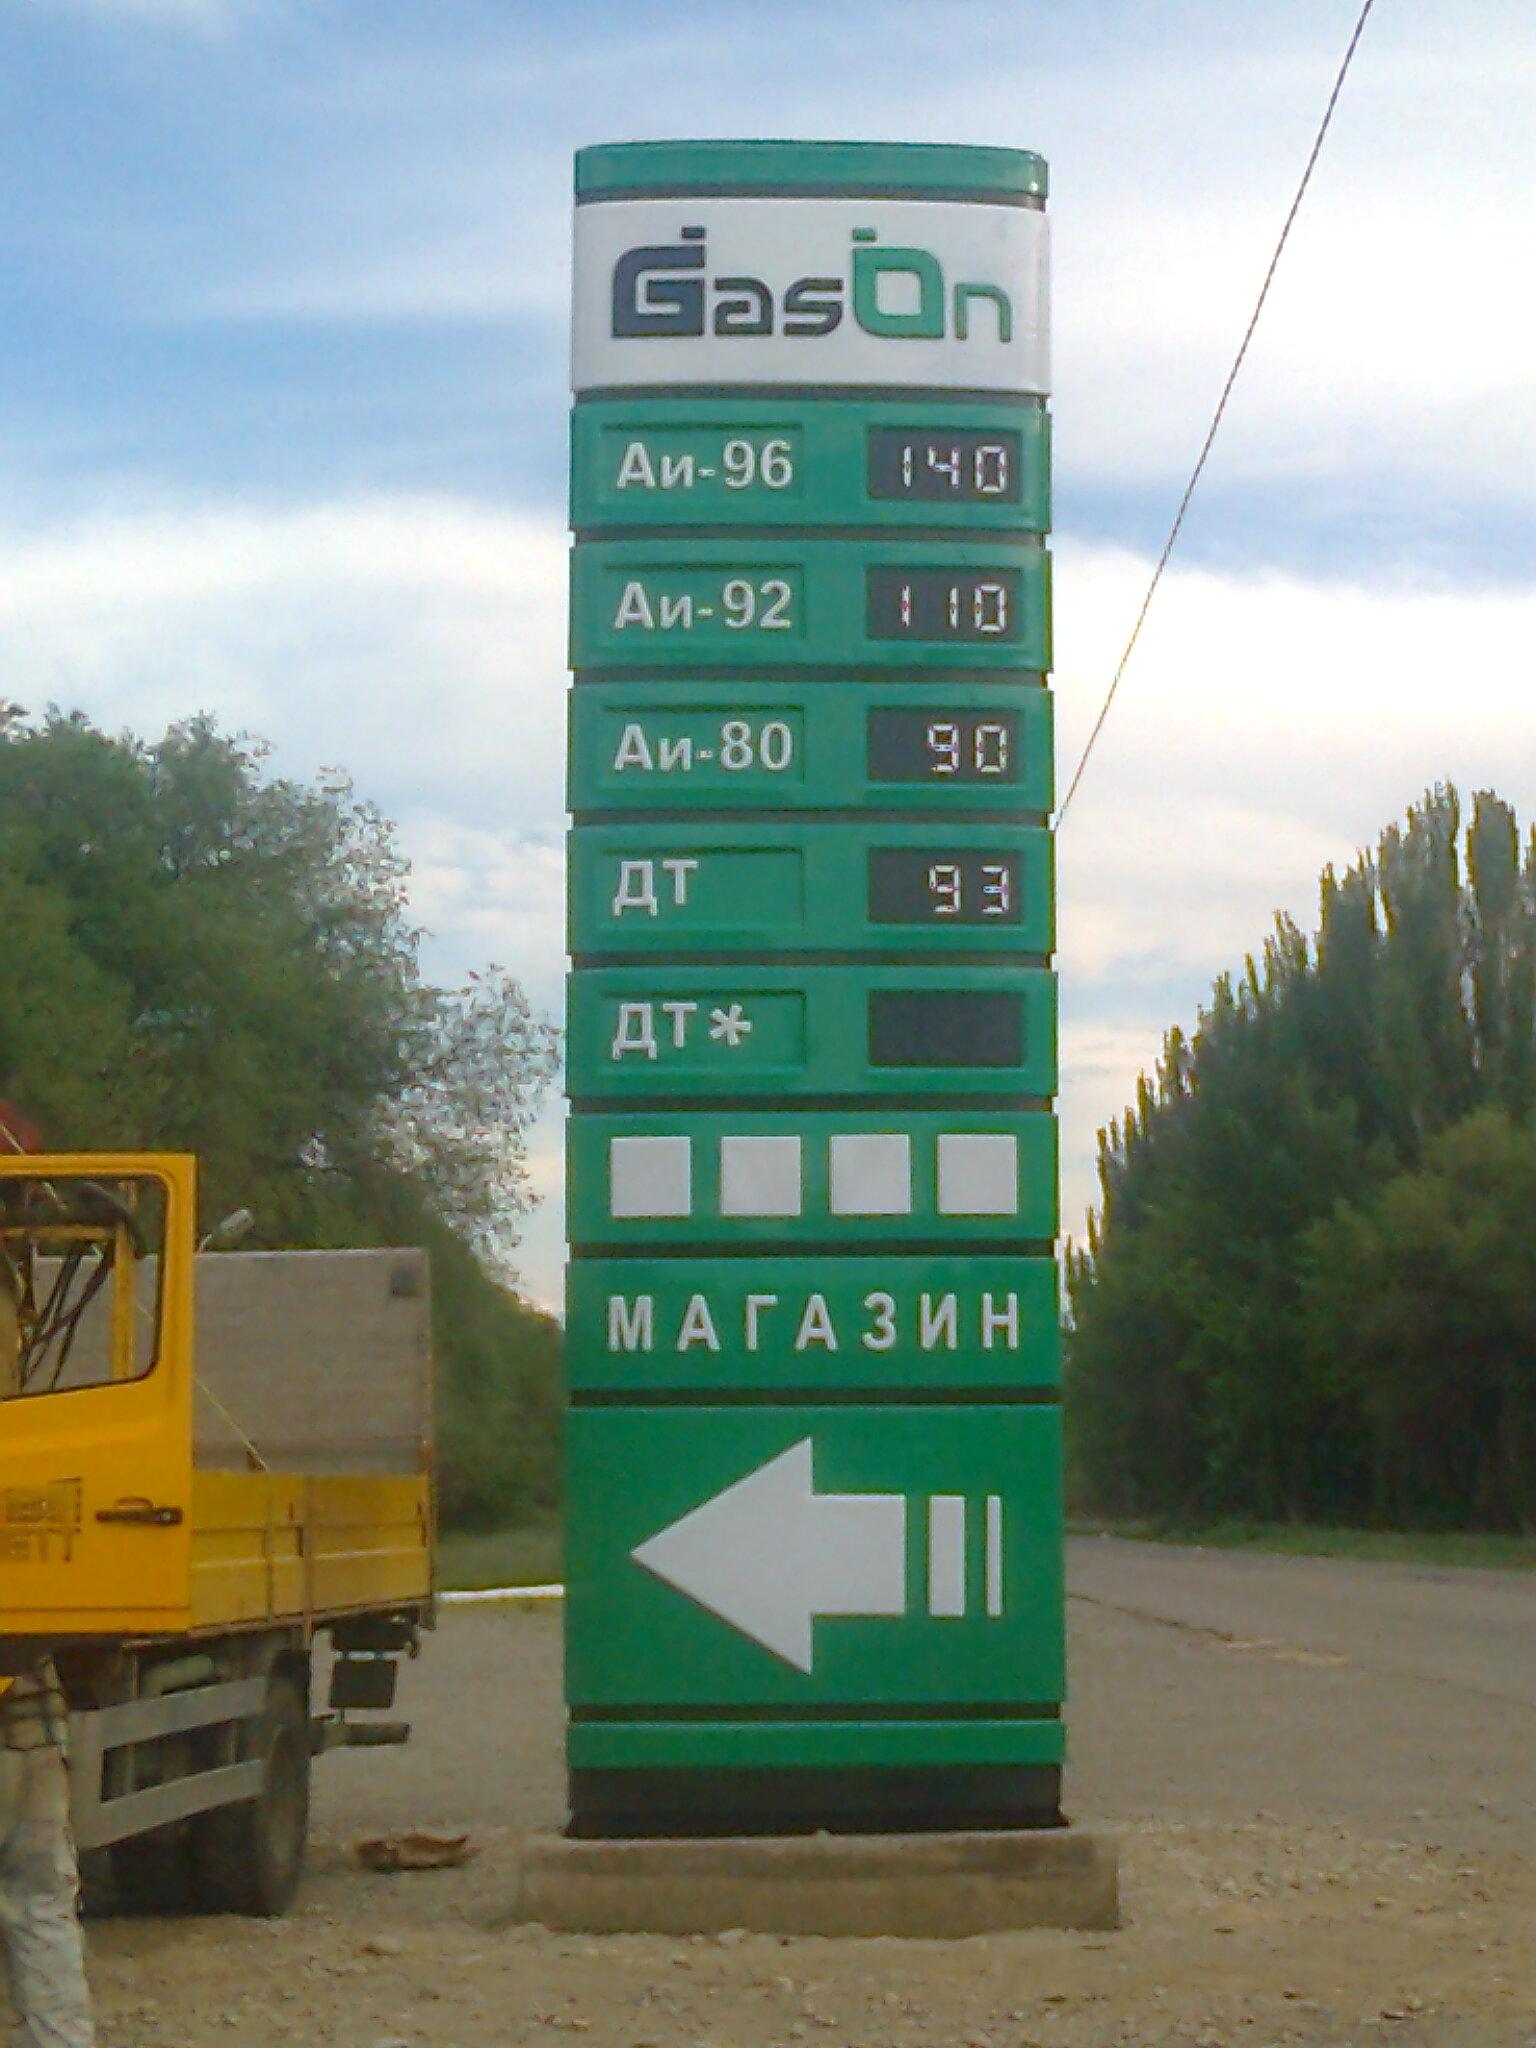 GasOn
Аи-96 140
Аи-92 110
Аи-80 90
ДТ 93
ДТ*
МАГАЗИН